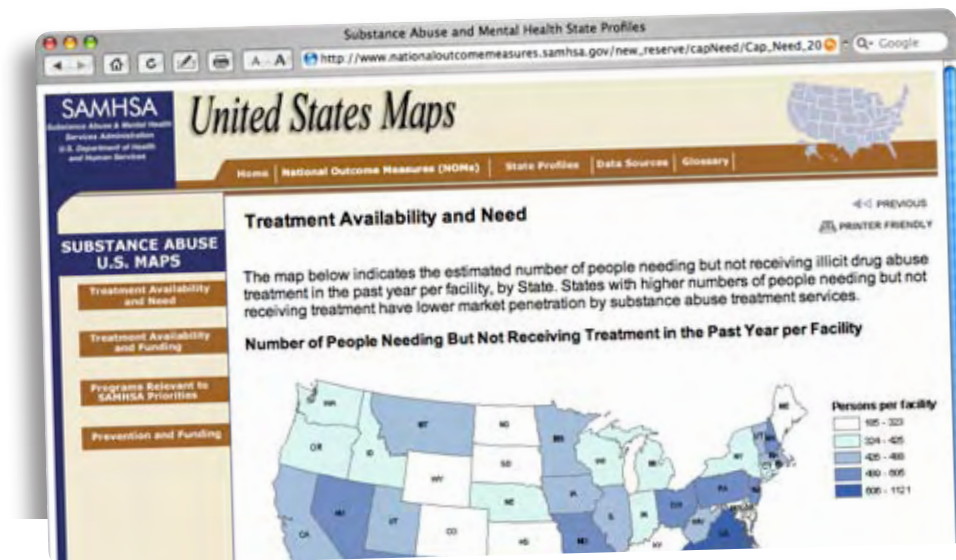 Substance Abuse and Mental Health State Profiles
A A http://www.nationaloutcomemeasures.samhsa.gov/new_reserve/capNeed/Cap_Need_20 Q Google
SAMHSA
Substance Abuse & Mental Health
Services Administration
U.S. Department of Health
and Human Services
United States Maps
Home | National Outcome Measures (NOMs) | State Profiles | Data Sources | Glossary |
PREVIOUS
PRINTER FRIENDLY
SUBSTANCE ABUSE
U.S. MAPS
Treatment Availability
and Need
Treatment Availability
and Funding
Programs Relevant to
SAMHSA Priorities
Prevention and Funding
Treatment Availability and Need
The map below indicates the estimated number of people needing but not receiving illicit drug abuse
treatment in the past year per facility, by State. States with higher numbers of people needing but not
receiving treatment have lower market penetration by substance abuse treatment services.
Number of People Needing But Not Receiving Treatment in the Past Year per Facility
WA
MT
ND
ME
OR
ID
SD
WI
NY
WY
NE
IA
PA
NV
UT
CO
IL
CA
KS
MO
KY
Persons per facility
324 - 425
606 - 1121